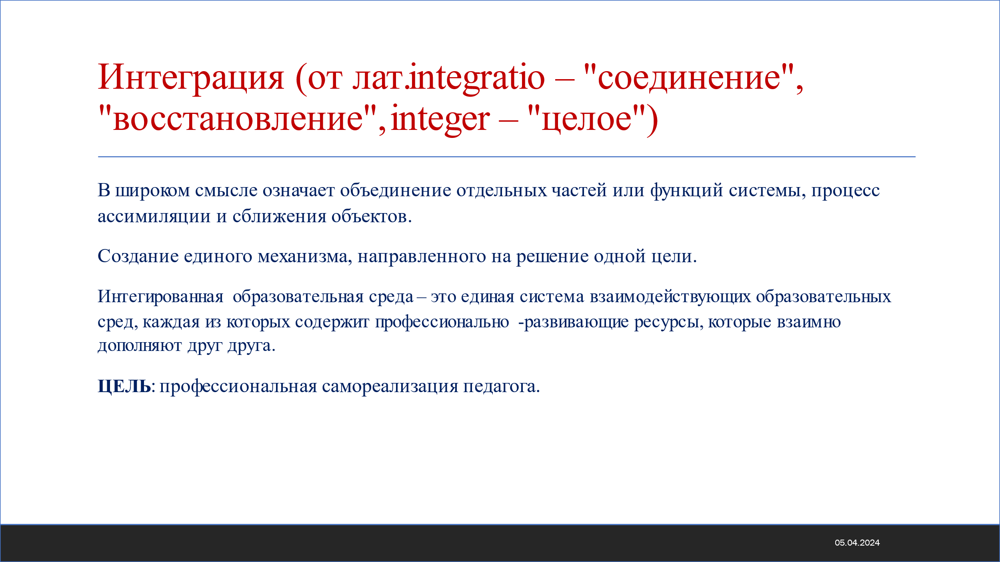 Интеграция (от лат.integratio – "соединение",
"восстановление",integer – "целое")
В широком смысле означает объединение отдельных частей или функций системы, процесс
ассимиляции и сближения объектов.
Создание единого механизма, направленного на решение одной цели.
Интегированная образовательная среда – это единая система взаимодействующих образовательных
сред, каждая из которых содержит профессионально -развивающие ресурсы, которые взаимно
дополняют друг друга.
ЦЕЛЬ: профессиональная самореализация педагога.
05.04.2024